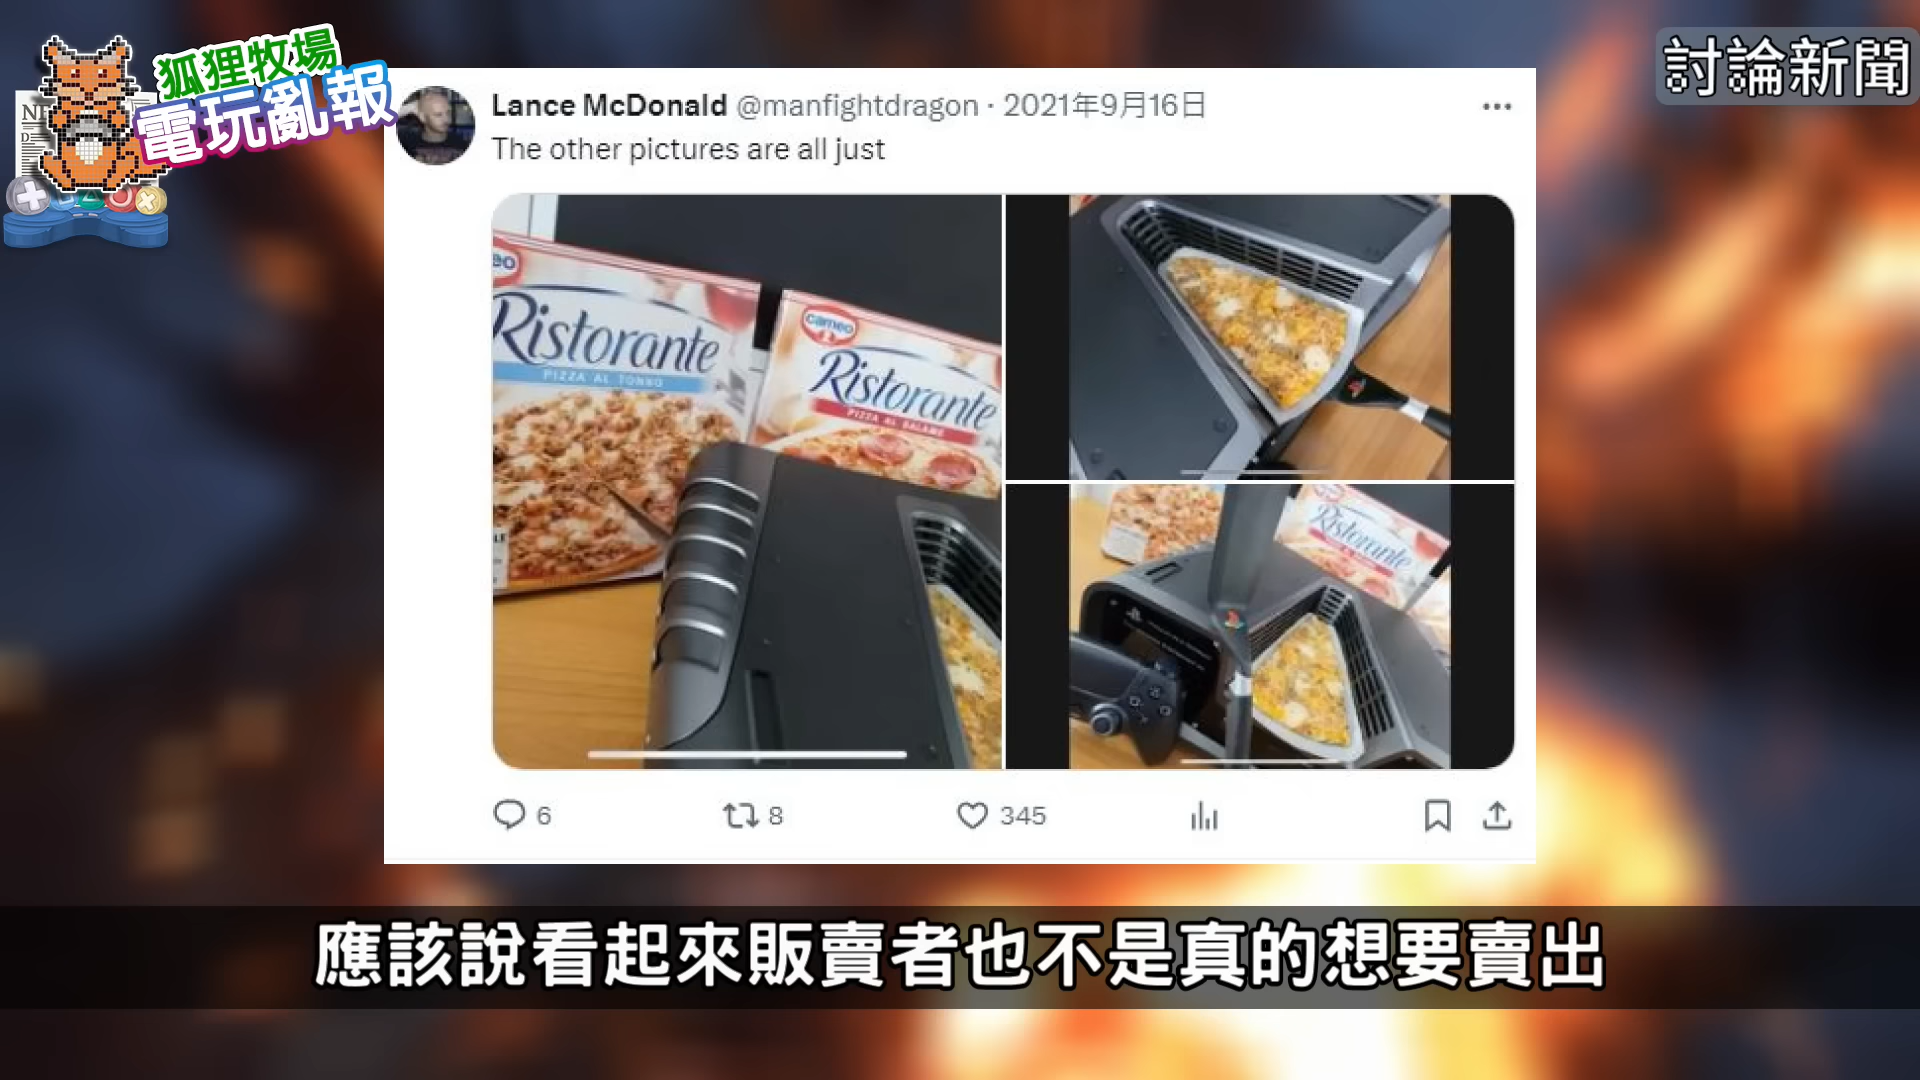 狐狸牧場
電玩亂報
討論新聞
Lance McDonald @manfightdragon · 2021年9月16日
The other pictures are all just
eo
Ristorante
PIZZA AL TONNO
cameo
Ristorante
PIZZA AL SALAME
Ristorante
6
8
345
應該說看起來販賣者也不是真的想要賣出